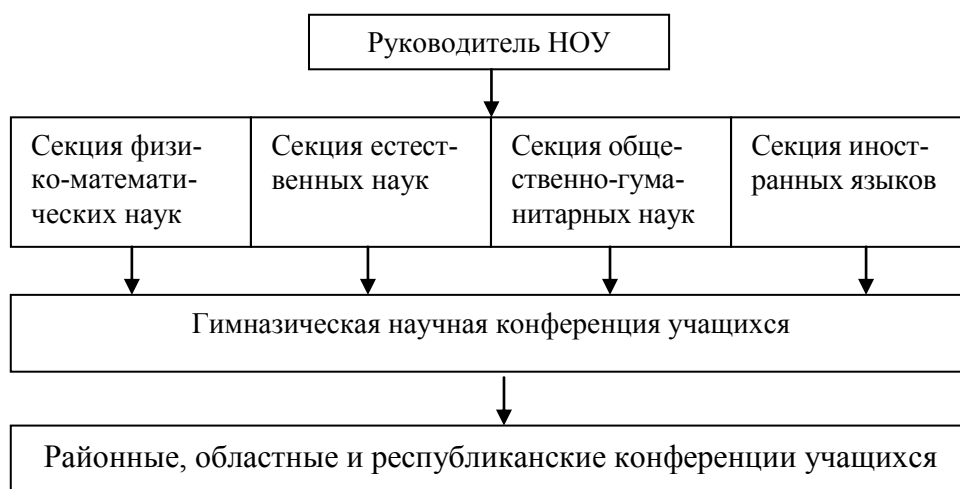 Руководитель НОУ
Секция физи-
ко-математи-
ческих наук
Секция естест-
венных наук
Секция обще-
ственно-гума-
нитарных наук
Секция иност-
ранных языков
Гимназическая научная конференция учащихся
Районные, областные и республиканские конференции учащихся